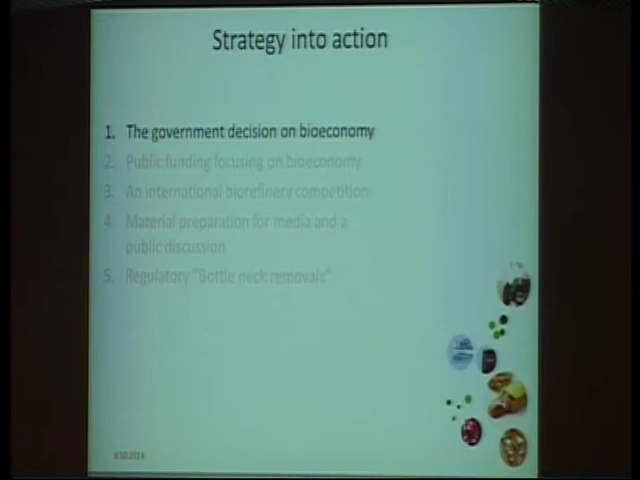 Strategy into action
1. The government decision on bioeconomy
2. Public funding focusing on bioeconomy
3. An international biorefinery competition
4. Material preparation for media and a
public discussion
5. Regulatory "Bottle neck removals"